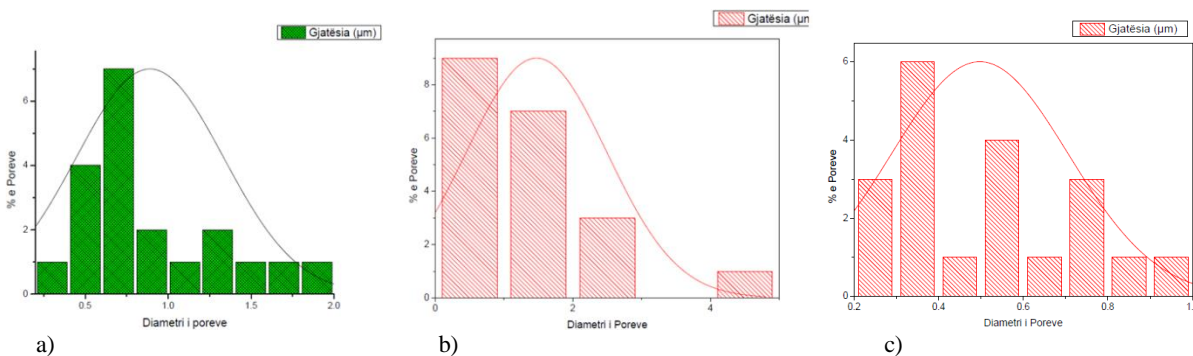 Gjatësia (µm)
% e Poreve
6
4
2
0
0.5
1.0
1.5
2.0
Diametri i poreve
a)
Gjatësia (µm
% e Poreve
8
6
4
2
0
0
2
4
Diametri i Poreve
b)
Gjatësia (µm)
% e Poreve
6
4
2
0
0.2
0.4
0.6
0.8
Diametri i Poreve
c)